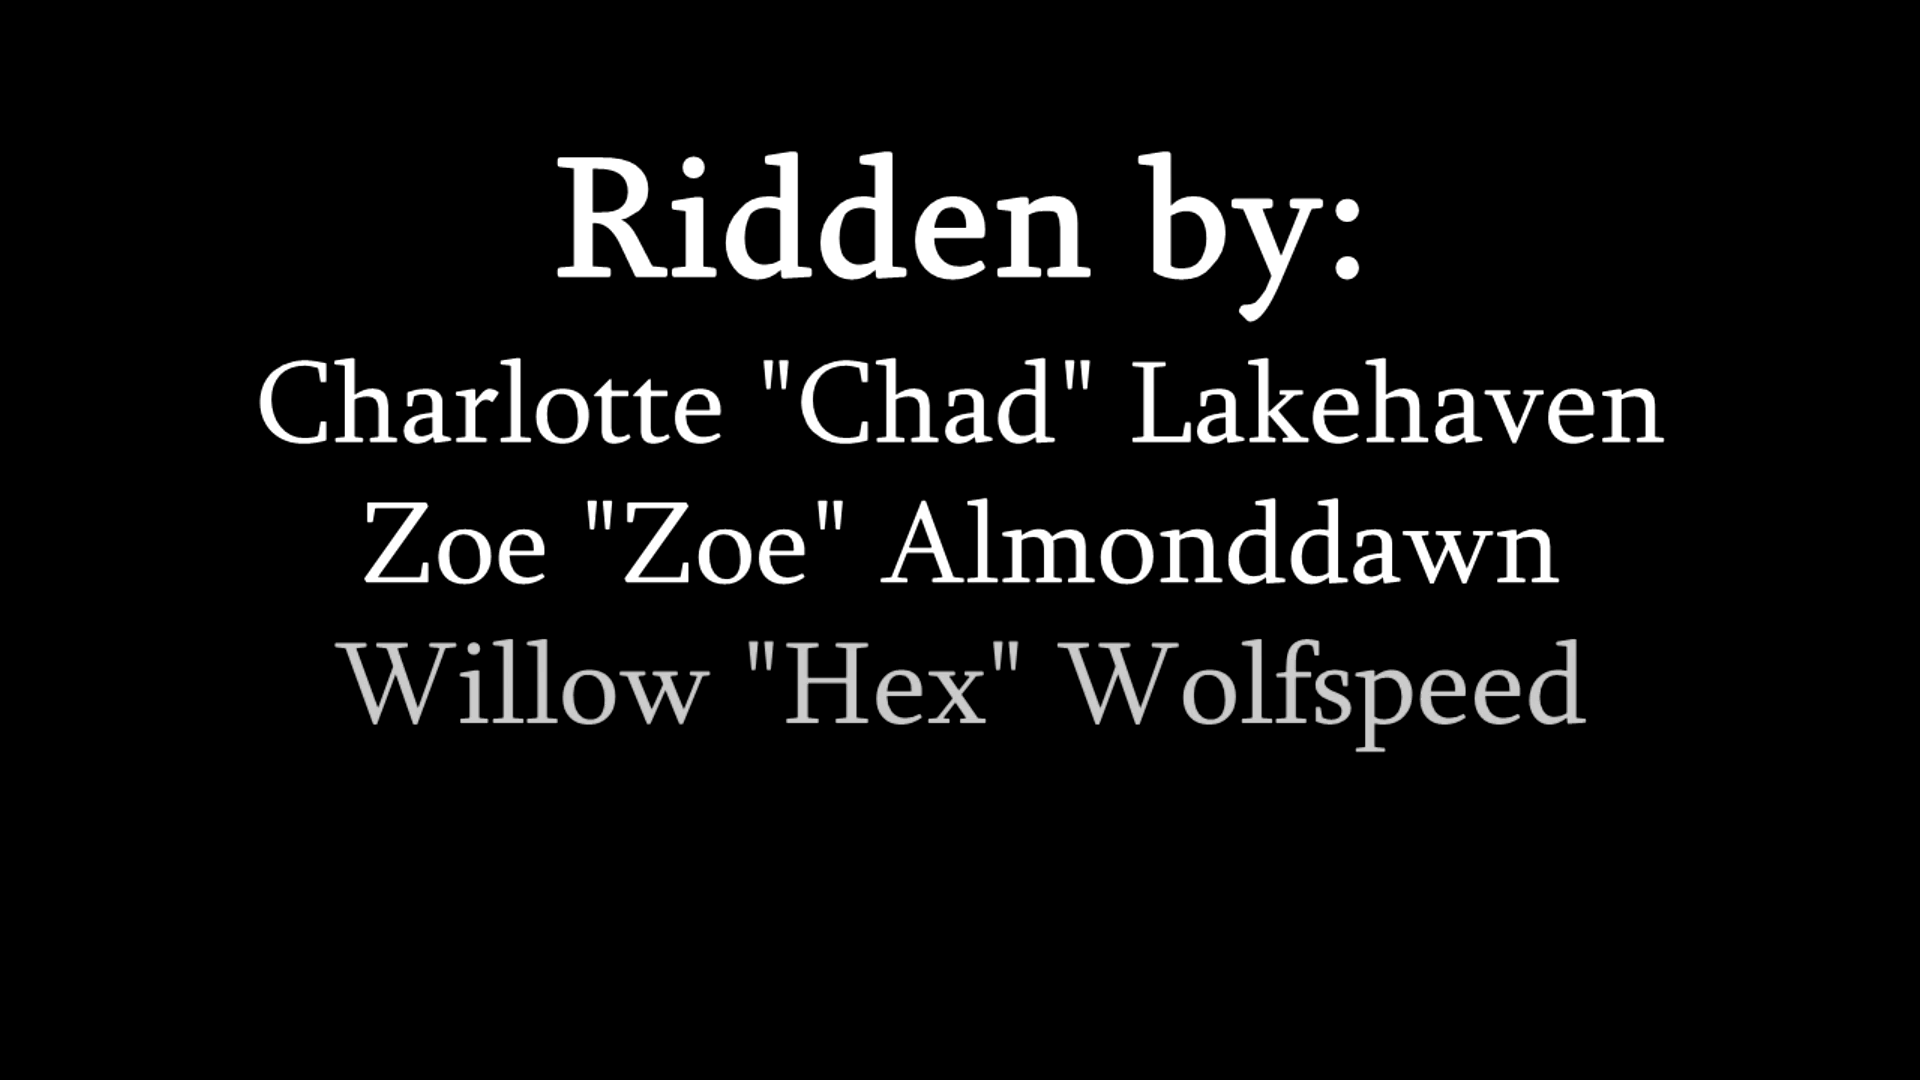 Ridden by:
Charlotte "Chad" Lakehaven
Zoe "Zoe" Almonddawn
Willow "Hex" Wolfspeed